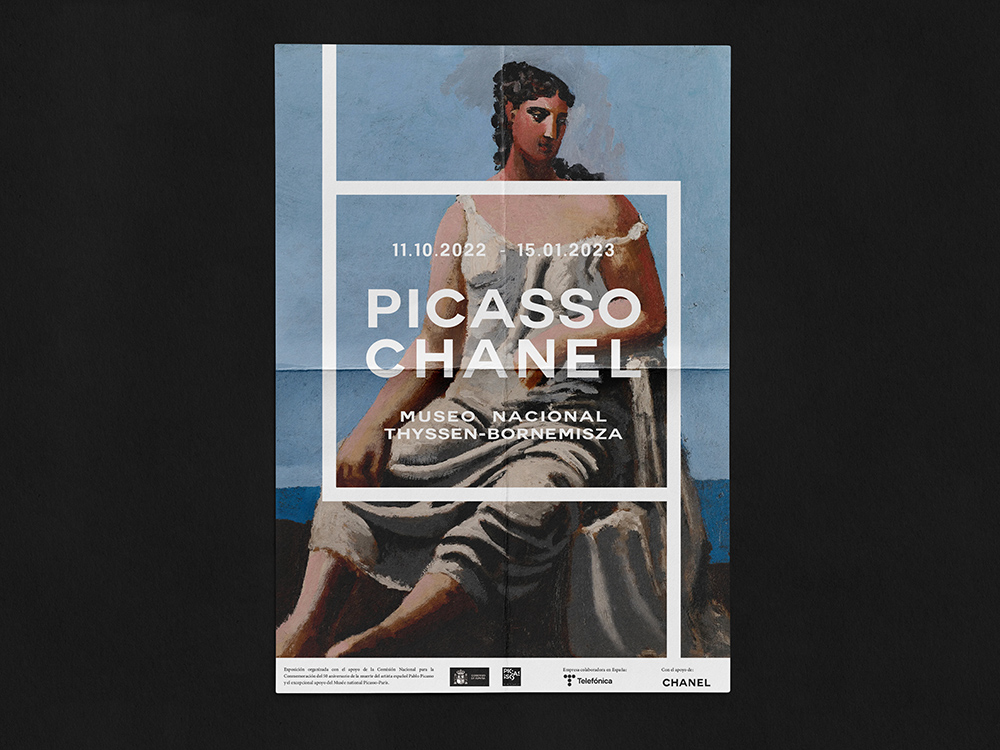 11.10.2022 - 15.01.2023
PICASSO
CHANEL
MUSEO NACIONAL
THYSSEN-BORNEMISZA
Exposición organizada con el apoyo de la Comisión Nacional para la
Conmemoración del 50 aniversario de la muerte del artista español Pablo Picasso
y el excepcional apoyo del Musée national Picasso-Paris.
Empresa colaboradora en España:
Telefónica
Con el apoyo de:
CHANEL